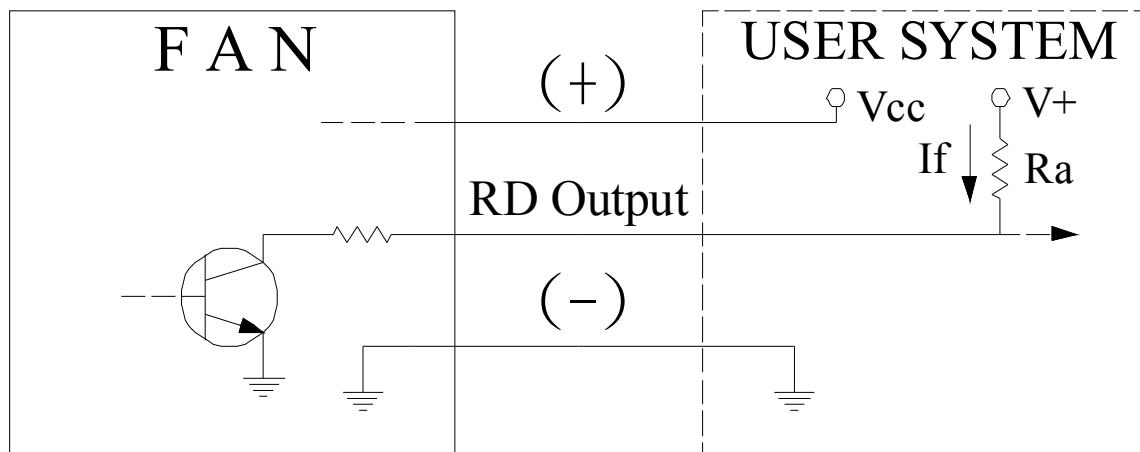 F A N
USER SYSTEM
(+)
Vcc
V+
If
Ra
RD Output
(-)